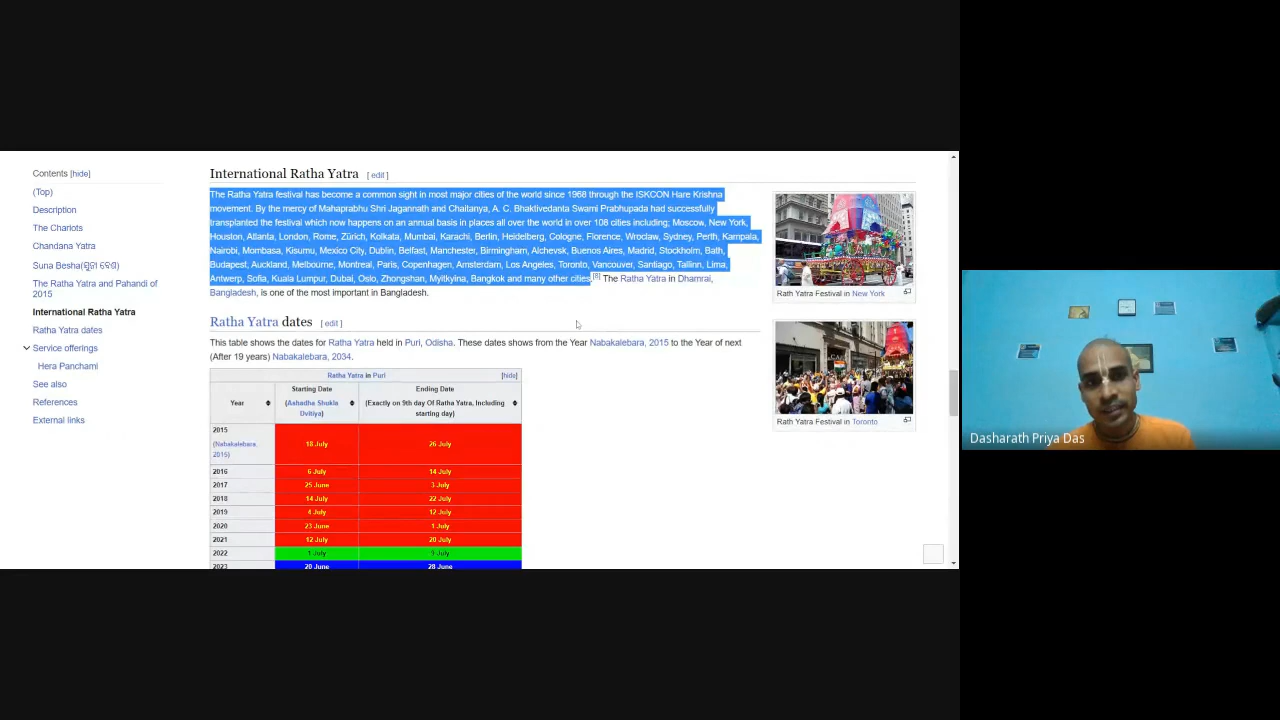 Contents [hide]
(Top)
Description
The Chariots
Chandana Yatra
Suna Besha(ସୁନା ବେଶ)
The Ratha Yatra and Pahandi of
2015
International Ratha Yatra
Ratha Yatra dates
Service offerings
Hera Panchami
See also
References
External links
International Ratha Yatra [ edit ]
The Ratha Yatra festival has become a common sight in most major cities of the world since 1968 through the ISKCON Hare Krishna
movement. By the mercy of Mahaprabhu Shri Jagannath and Chaitanya, A. C. Bhaktivedanta Swami Prabhupada had successfully
transplanted the festival which now happens on an annual basis in places all over the world in over 108 cities including; Moscow, New York,
Houston, Atlanta, London, Rome, Zürich, Kolkata, Mumbai, Karachi, Berlin, Heidelberg, Cologne, Florence, Wroclaw, Sydney, Perth, Kampala,
Nairobi, Mombasa, Kisumu, Mexico City, Dublin, Belfast, Manchester, Birmingham, Alchevsk, Buenos Aires, Madrid, Stockholm, Bath,
Budapest, Auckland, Melbourne, Montreal, Paris, Copenhagen, Amsterdam, Los Angeles, Toronto, Vancouver, Santiago, Tallinn, Lima,
Antwerp, Sofia, Kuala Lumpur, Dubai, Oslo, Zhongshan, Myitkyina, Bangkok and many other cities.[8] The Ratha Yatra in Dhamrai,
Bangladesh, is one of the most important in Bangladesh.
Rath Yatra Festival in New York
Rath Yatra Festival in Toronto
Ratha Yatra dates [ edit ]
This table shows the dates for Ratha Yatra held in Puri, Odisha. These dates shows from the Year Nabakalebara, 2015 to the Year of next
(After 19 years) Nabakalebara, 2034.
Ratha Yatra in Puri [hide]
Year
Starting Date
(Ashadha Shukla
Dvitiya)
Ending Date
(Exactly on 9th day Of Ratha Yatra, Including
starting day)
2015
(Nabakalebara,
2015)
18 July 26 July
2016 6 July 14 July
2017 25 June 3 July
2018 14 July 22 July
2019 4 July 12 July
2020 23 June 1 July
2021 12 July 20 July
2022 1 July 9 July
2023 20 June 28 June
Dasharath Priya Das